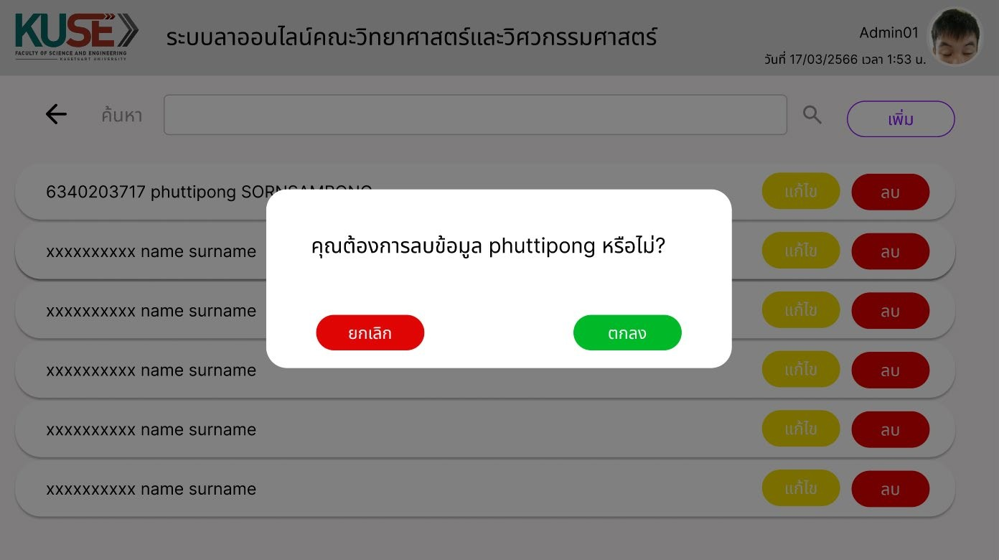 KUSE
FACULTY OF SCIENCE AND ENGINEERING
KASETSART UNIVERSITY
ระบบลาออนไลน์คณะวิทยาศาสตร์และวิศวกรรมศาสตร์
Admin01
วันที่ 17/03/2566 เวลา 1:53 น.
ค้นหา
เพิ่ม
6340203717 phuttipong SORNSAMPONG
แก้ไข
ลบ
xxxxxxxxxx name surname
แก้ไข
ลบ
คุณต้องการลบข้อมูล phuttipong หรือไม่?
xxxxxxxxxx name surname
แก้ไข
ลบ
ยกเลิก
ตกลง
xxxxxxxxxx name surname
แก้ไข
ลบ
xxxxxxxxxx name surname
แก้ไข
ลบ
xxxxxxxxxx name surname
แก้ไข
ลบ